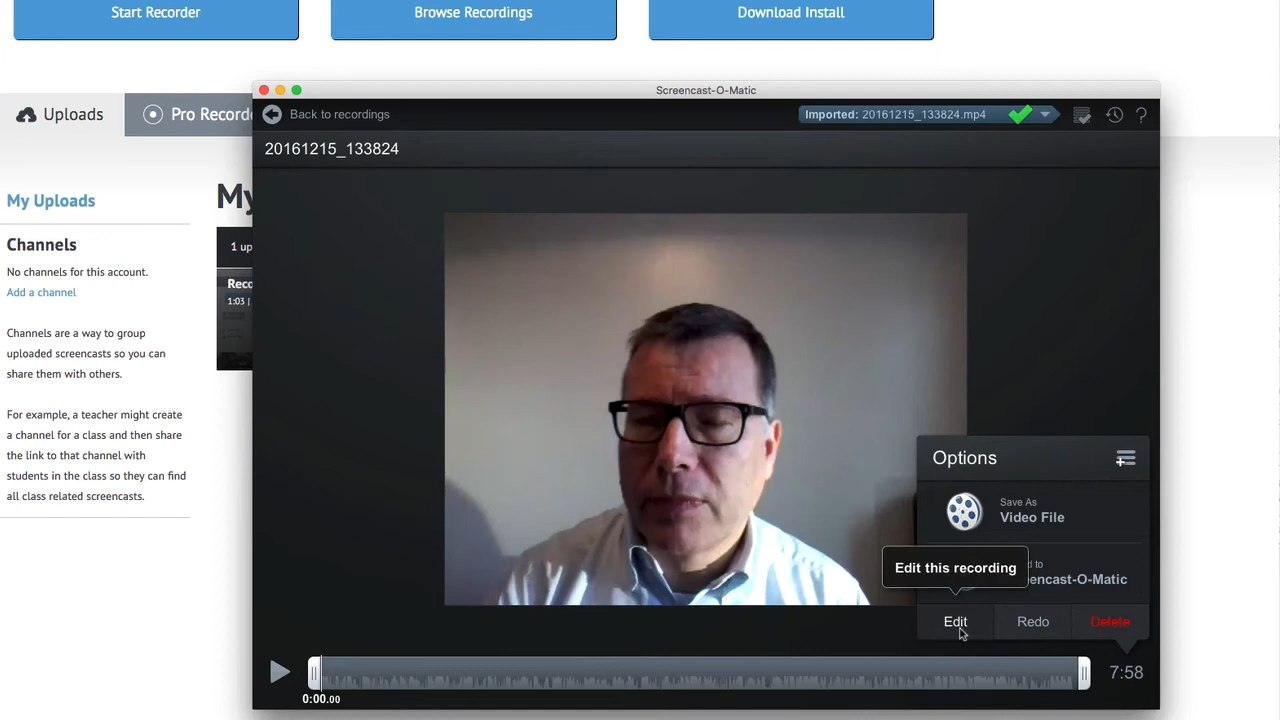 Start Recorder
Browse Recordings
Download Install
Uploads
Pro Record
Screencast-O-Matic
Back to recordings
Imported: 20161215_133824.mp4
?
20161215_133824
My Uploads
My
Channels
1 up
No channels for this account.
Reco
1:03 |
Add a channel
Channels are a way to group
uploaded screencasts so you can
share them with others.
For example, a teacher might create
a channel for a class and then share
the link to that channel with
students in the class so they can find
all class related screencasts.
Options
Save As
Video File
Edit this recording
d to
encast-O-Matic
Edit
Redo
Delete
7:58
0:00.00